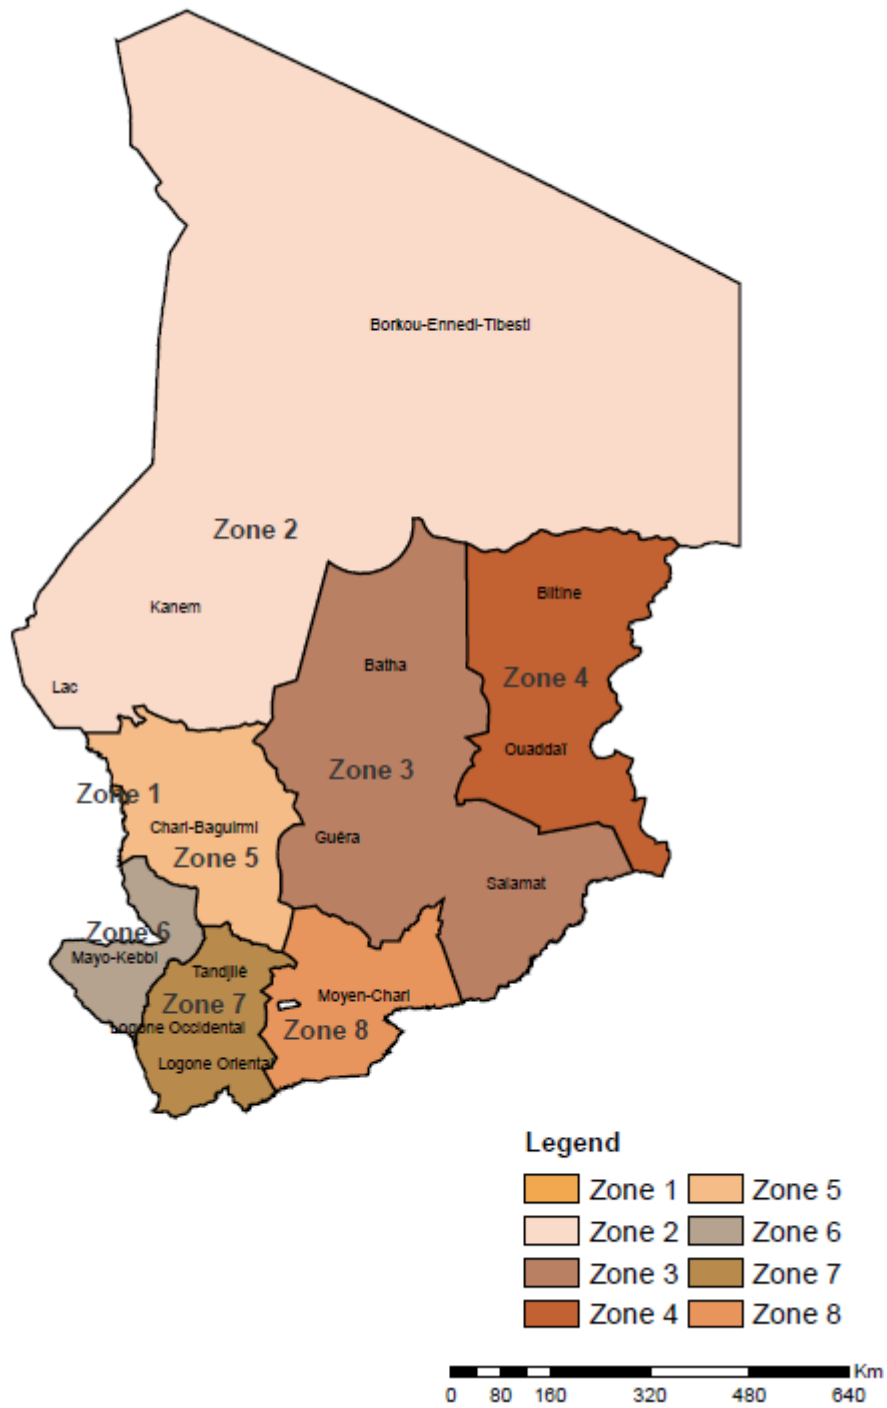 Borkou-Ennedi-Tibesti
Zone 2
Kanem
Biltine
Batha
Zone 4
Lac
Ouaddaï
Zone 3
Zone 1
Chari-Baguirmi
Guéra
Zone 5
Salamat
Zone 6
Mayo-Kebbi
Tandjilé
Moyen-Chari
Zone 7
Logone Occidental
Zone 8
Logone Oriental
Legend
Zone 1 Zone 5
Zone 2 Zone 6
Zone 3 Zone 7
Zone 4 Zone 8
Km
0 80 160 320 480 640